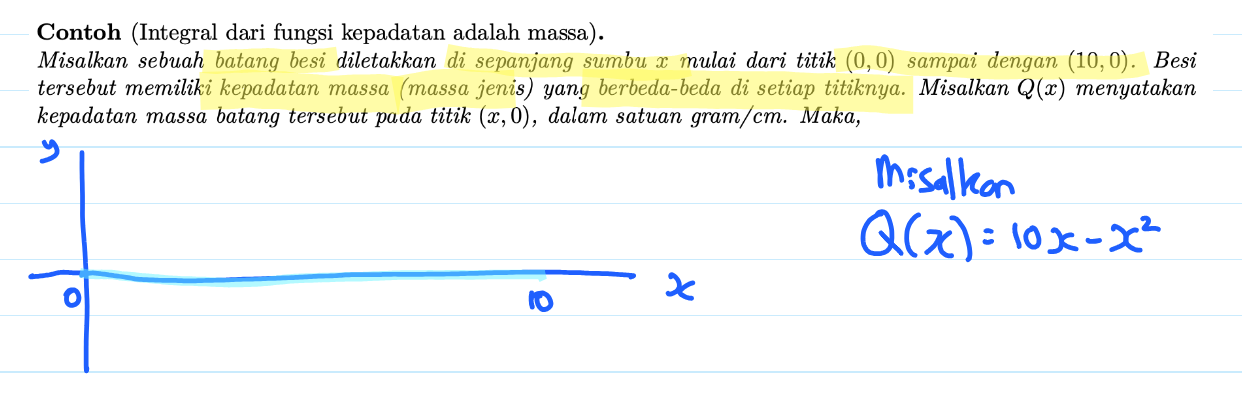 Contoh (Integral dari fungsi kepadatan adalah massa).
Misalkan sebuah batang besi diletakkan di sepanjang sumbu x mulai dari titik (0,0) sampai dengan (10,0). Besi
tersebut memiliki kepadatan massa (massa jenis) yang berbeda-beda di setiap titiknya. Misalkan Q(x) menyatakan
kepadatan massa batang tersebut pada titik (x,0), dalam satuan gram/cm. Maka,
y
Misalkan
Q(x) = 10x - x²
0
10
x